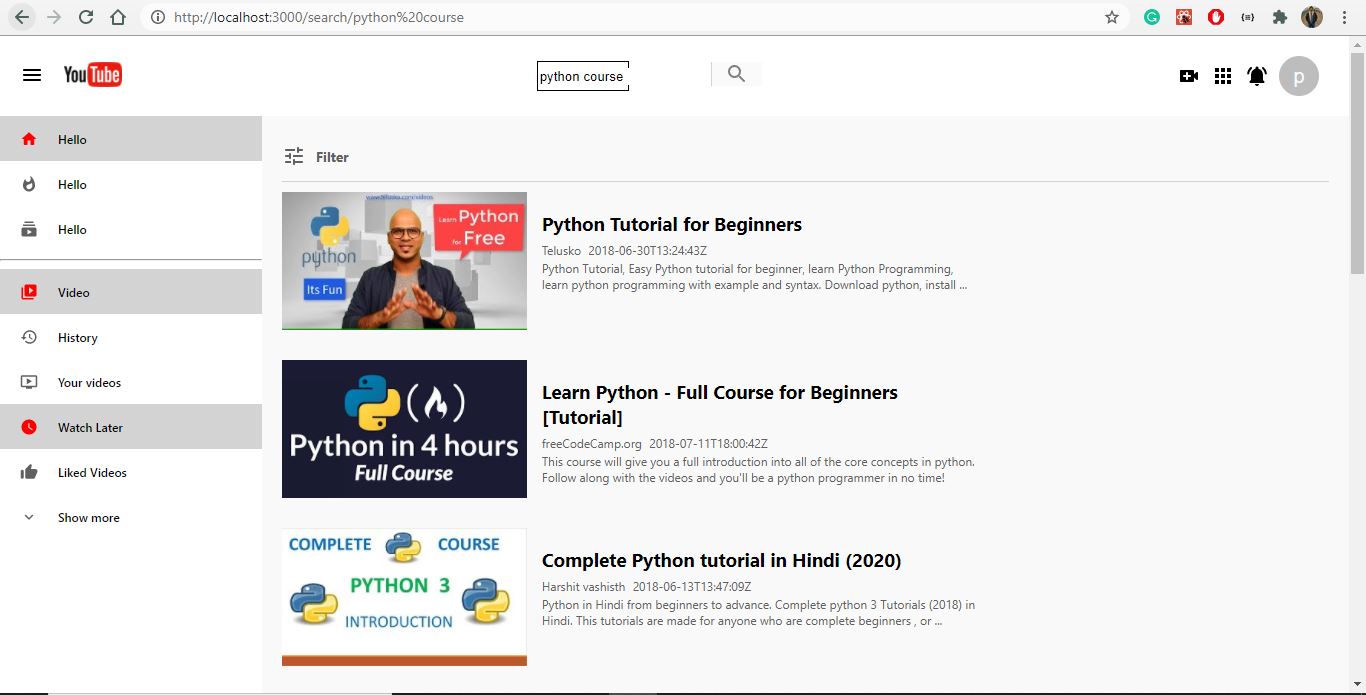 http://localhost:3000/search/python%20course
YouTube
python course
p
Hello
Hello
Hello
Video
History
Your videos
Watch Later
Liked Videos
Show more
Filter
www.telusko.com/videos
python
Its Fun
Learn Python
for Free
Python Tutorial for Beginners
Telusko 2018-06-30T13:24:43Z
Python Tutorial, Easy Python tutorial for beginner, learn Python Programming,
learn python programming with example and syntax. Download python, install ...
Python in 4 hours
Full Course
Learn Python - Full Course for Beginners
[Tutorial]
freeCodeCamp.org 2018-07-11T18:00:42Z
This course will give you a full introduction into all of the core concepts in python.
Follow along with the videos and you'll be a python programmer in no time!
COMPLETE COURSE
PYTHON 3
INTRODUCTION
Complete Python tutorial in Hindi (2020)
Harshit vashisth 2018-06-13T13:47:09Z
Python in Hindi from beginners to advance. Complete python 3 Tutorials (2018) in
Hindi. This tutorials are made for anyone who are complete beginners , or ...